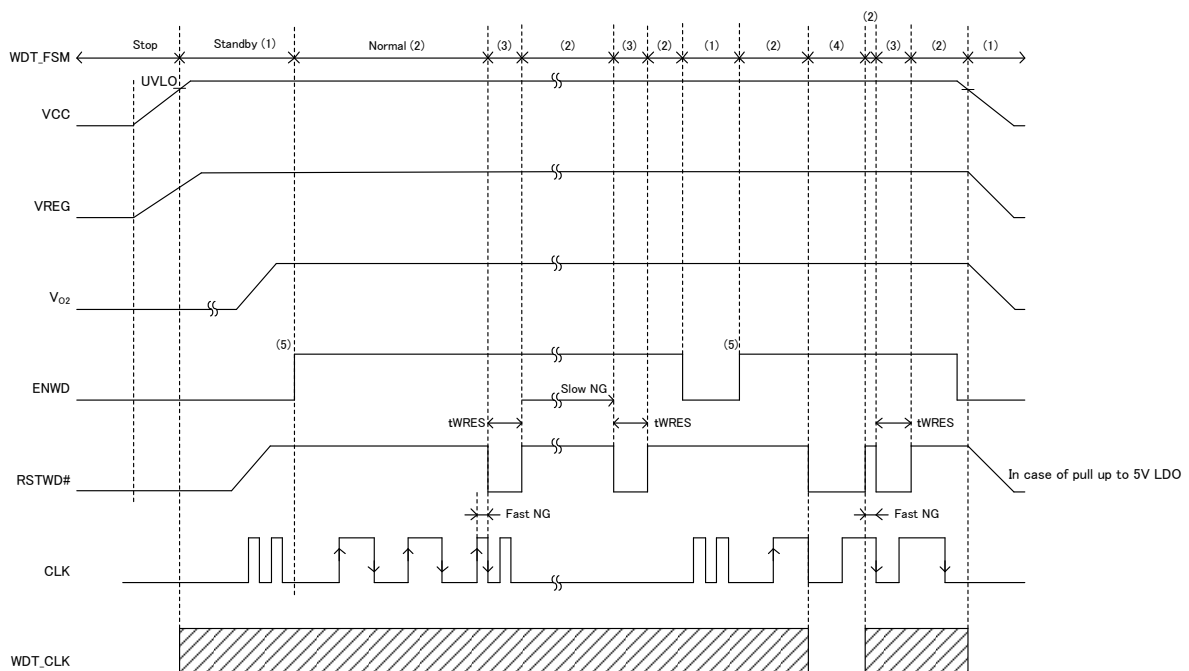 (2)
Stop Standby (1) Normal (2) (3) (2) (3) (2) (1) (2) (4) (3) (2) (1)
WDT_FSM
UVLO
VCC
VREG
VO2
(5) (5)
ENWD
Slow NG
tWRES tWRES tWRES
RSTWD#
In case of pull up to 5V LDO
Fast NG Fast NG
CLK
WDT_CLK